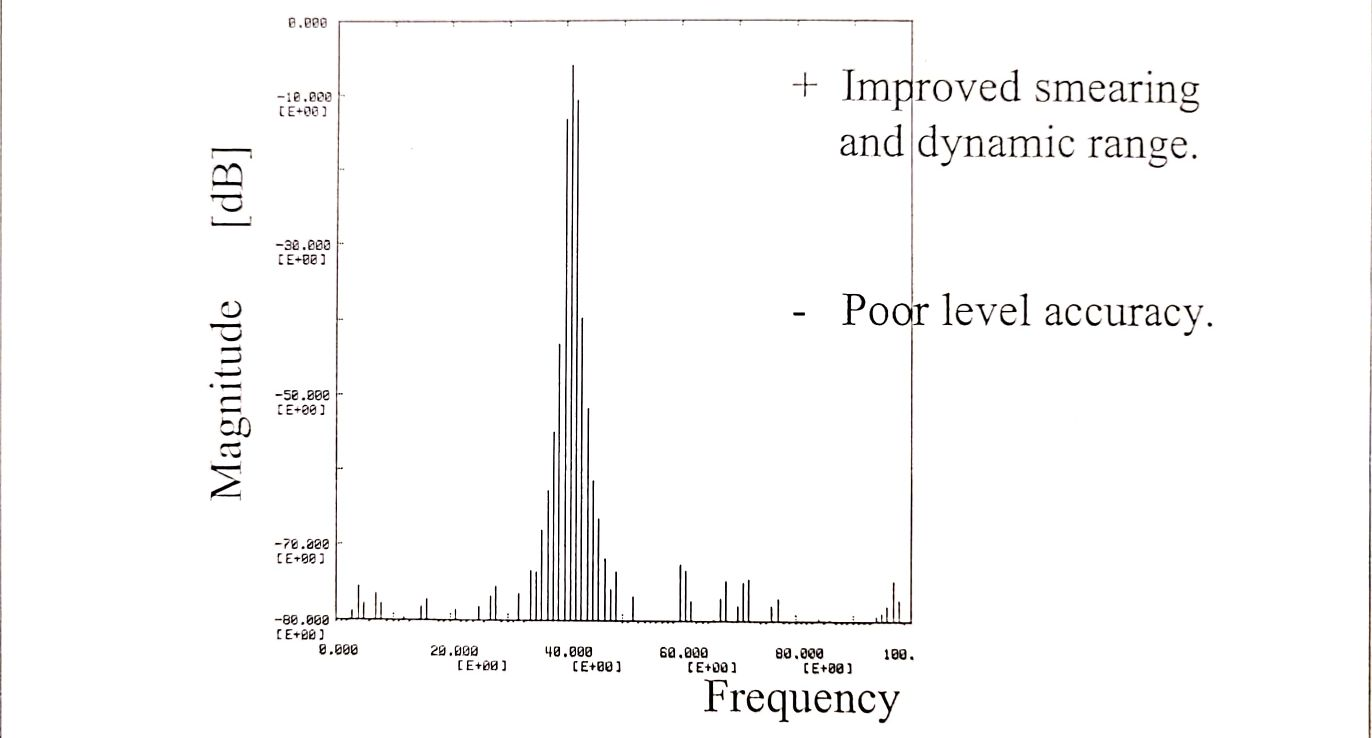 0.000
-10.000
[E+00]
-30.000
[E+00]
-50.000
[E+00]
-70.000
[E+00]
-80.000
[E+00]
Magnitude [dB]
0.000
20.000
[E+00]
40.000
[E+00]
60.000
[E+00]
80.000
[E+00]
100.
Frequency
+ Improved smearing
and dynamic range.
- Poor level accuracy.